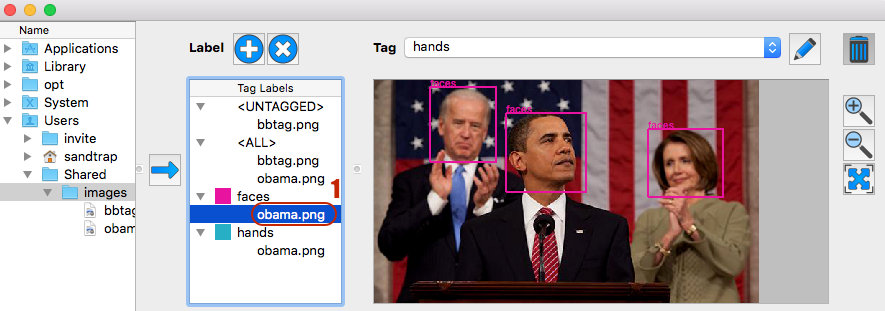 Name
Applications
Library
opt
System
Users
invite
sandtrap
Shared
images
bbtag
obam
Label
Tag Labels
<UNTAGGED>
bbtag.png
<ALL>
bbtag.png
obama.png
1
faces
obama.png
hands
obama.png
Tag
hands
faces
faces
faces